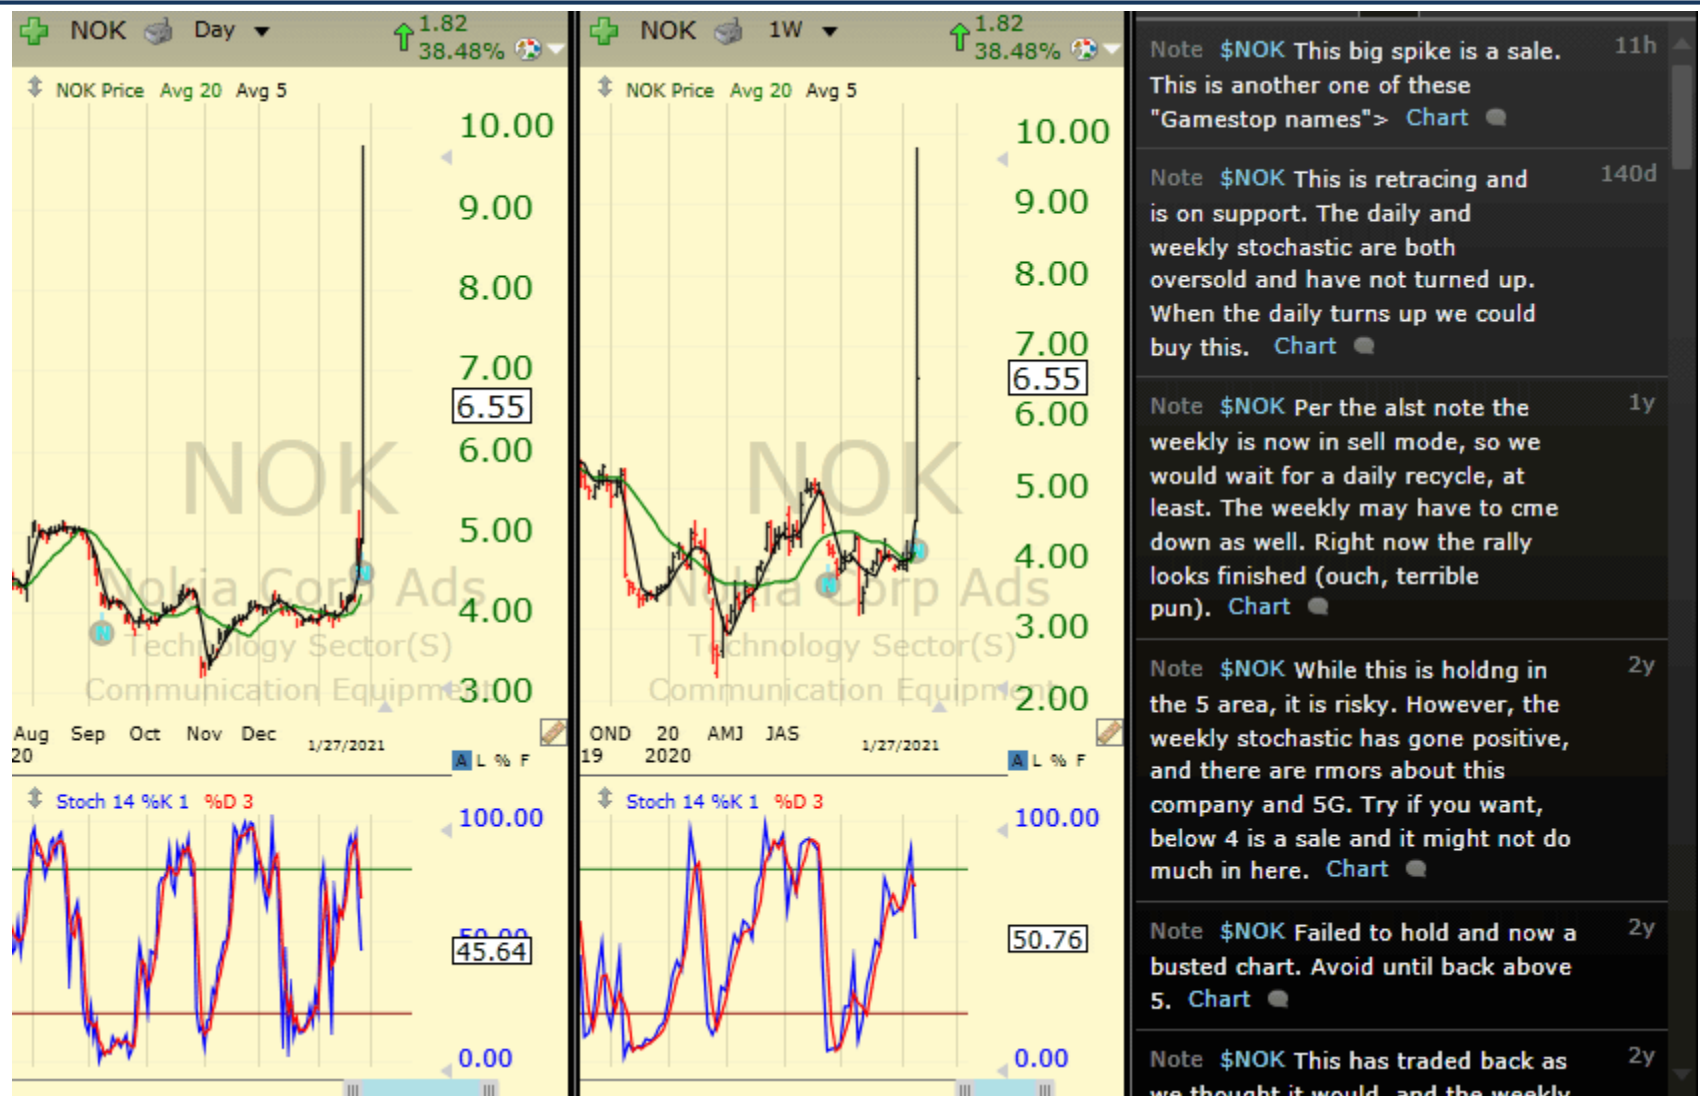 NOK Day 1.82
38.48%
NOK Price Avg 20 Avg 5
10.00
9.00
8.00
7.00
6.55
6.00
5.00
4.00
3.00
NOK
Nokia Corp Ads
Technology Sector(S)
Communication Equipment
N
N
Aug Sep Oct Nov Dec 1/27/2021
20
A L % F
Stoch 14 %K 1 %D 3
100.00
50.00
45.64
0.00
NOK 1W 1.82
38.48%
NOK Price Avg 20 Avg 5
10.00
9.00
8.00
7.00
6.55
6.00
5.00
4.00
3.00
2.00
NOK
Nokia Corp Ads
Technology Sector(S)
Communication Equipment
N
N
OND 20 AMJ JAS 1/27/2021
19 2020
A L % F
Stoch 14 %K 1 %D 3
100.00
50.76
0.00
Note $NOK This big spike is a sale. 11h
This is another one of these
"Gamestop names"> Chart
Note $NOK This is retracing and 140d
is on support. The daily and
weekly stochastic are both
oversold and have not turned up.
When the daily turns up we could
buy this. Chart
Note $NOK Per the alst note the 1y
weekly is now in sell mode, so we
would wait for a daily recycle, at
least. The weekly may have to cme
down as well. Right now the rally
looks finished (ouch, terrible
pun). Chart
Note $NOK While this is holdng in 2y
the 5 area, it is risky. However, the
weekly stochastic has gone positive,
and there are rmors about this
company and 5G. Try if you want,
below 4 is a sale and it might not do
much in here. Chart
Note $NOK Failed to hold and now a 2y
busted chart. Avoid until back above
5. Chart
Note $NOK This has traded back as 2y
we thought it would, and the weekly